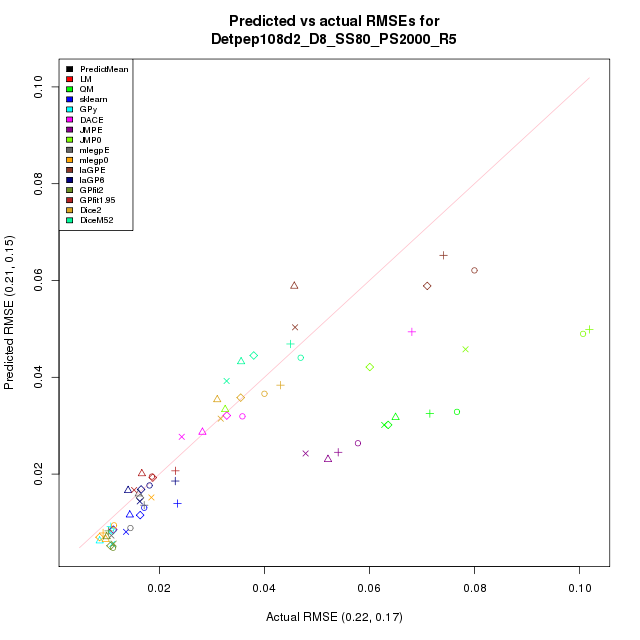 Predicted vs actual RMSEs for
Detpep108d2_D8_SS80_PS2000_R5
PredictMean
LM
QM
sklearn
GPy
DACE
JMPE
JMP0
mlegpE
mlegp0
laGPE
laGP6
GPfit2
GPfit1.95
Dice2
DiceM52
0.10
0.08
0.06
0.04
0.02
Predicted RMSE (0.21, 0.15)
0.02 0.04 0.06 0.08 0.10
Actual RMSE (0.22, 0.17)